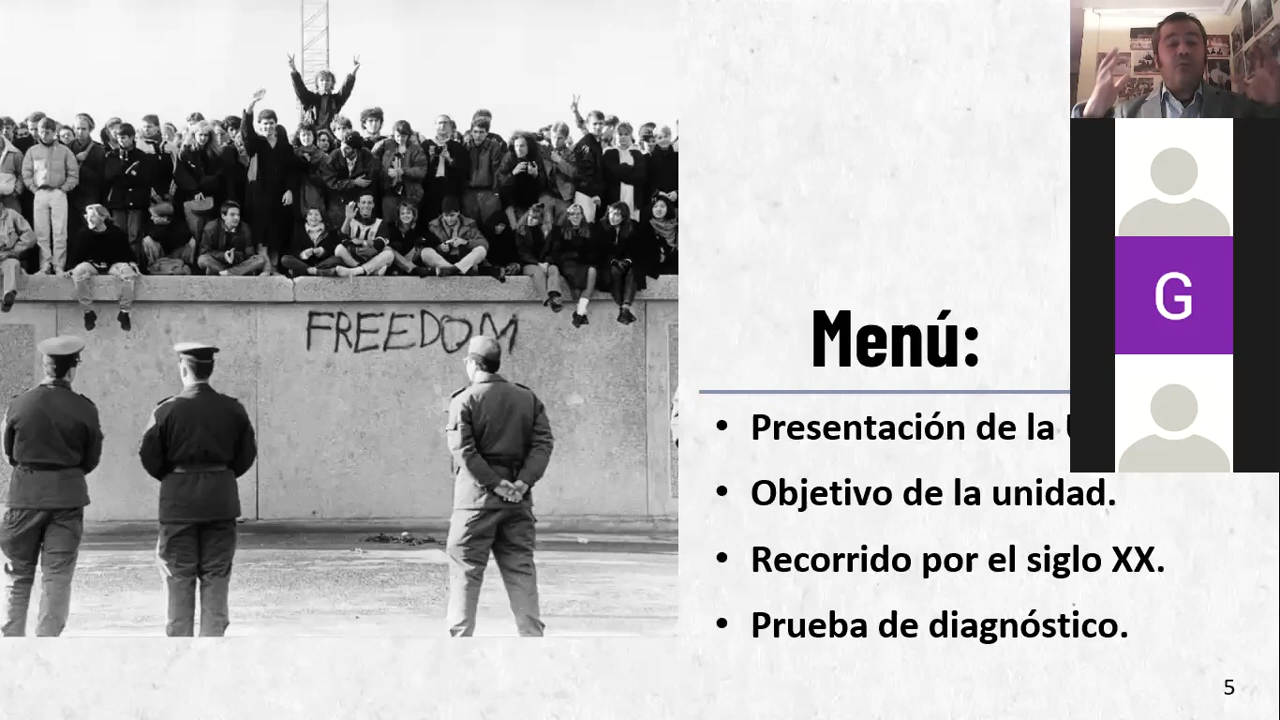 FREEDOM
G
Menú:
• Presentación de la
• Objetivo de la unidad.
• Recorrido por el siglo XX.
• Prueba de diagnóstico.
5